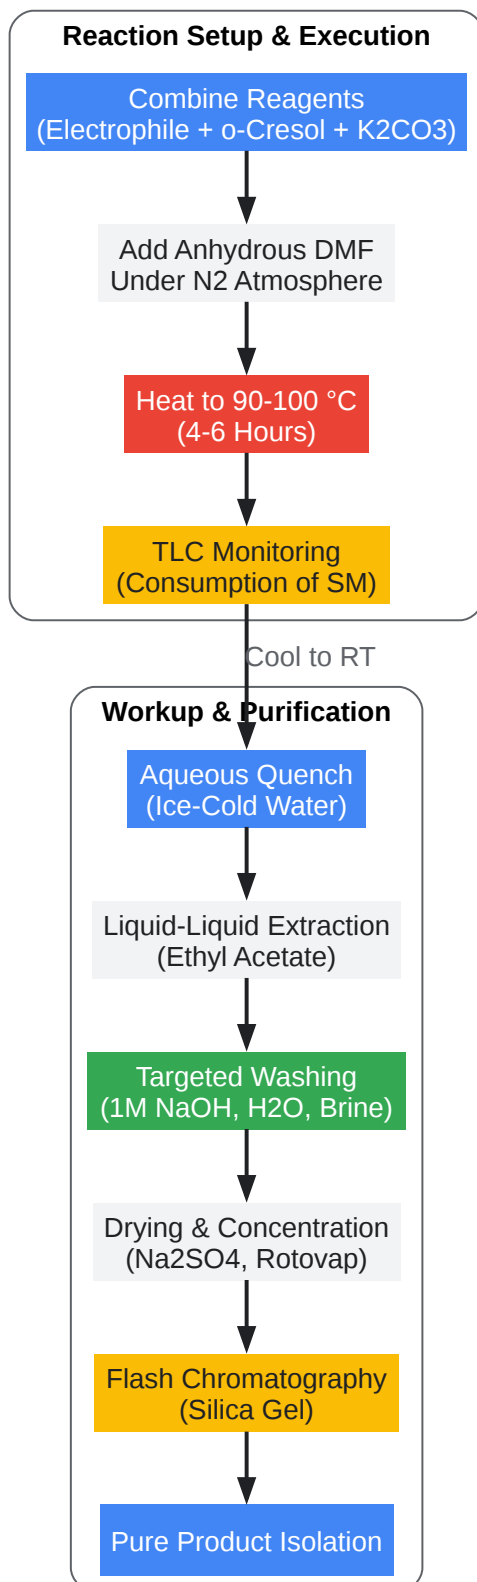 Reaction Setup & Execution
Combine Reagents
(Electrophile + o-Cresol + K2CO3)
Add Anhydrous DMF
Under N2 Atmosphere
Heat to 90-100 °C
(4-6 Hours)
TLC Monitoring
(Consumption of SM)
Cool to RT
Workup & Purification
Aqueous Quench
(Ice-Cold Water)
Liquid-Liquid Extraction
(Ethyl Acetate)
Targeted Washing
(1M NaOH, H2O, Brine)
Drying & Concentration
(Na2SO4, Rotovap)
Flash Chromatography
(Silica Gel)
Pure Product Isolation